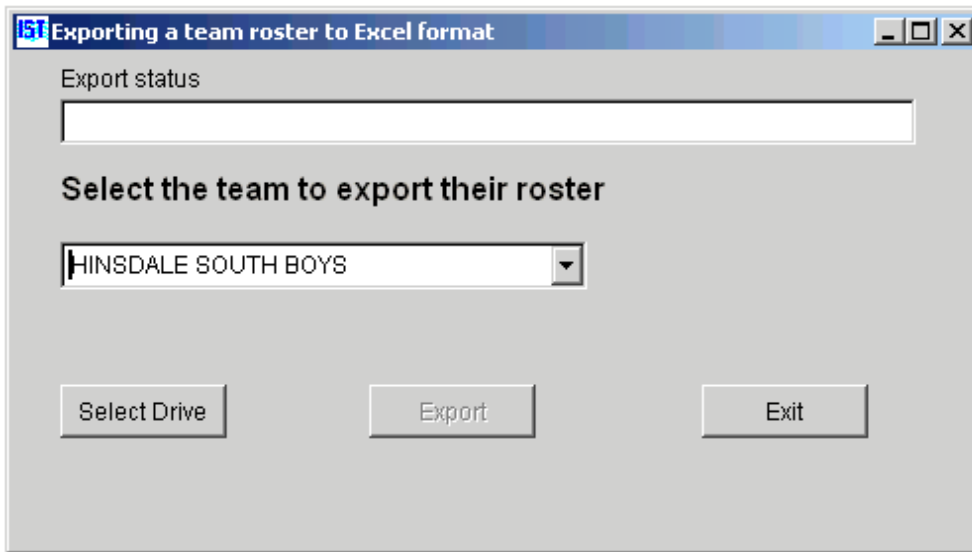 IST Exporting a team roster to Excel format
Export status
Select the team to export their roster
HINSDALE SOUTH BOYS
Select Drive Export Exit